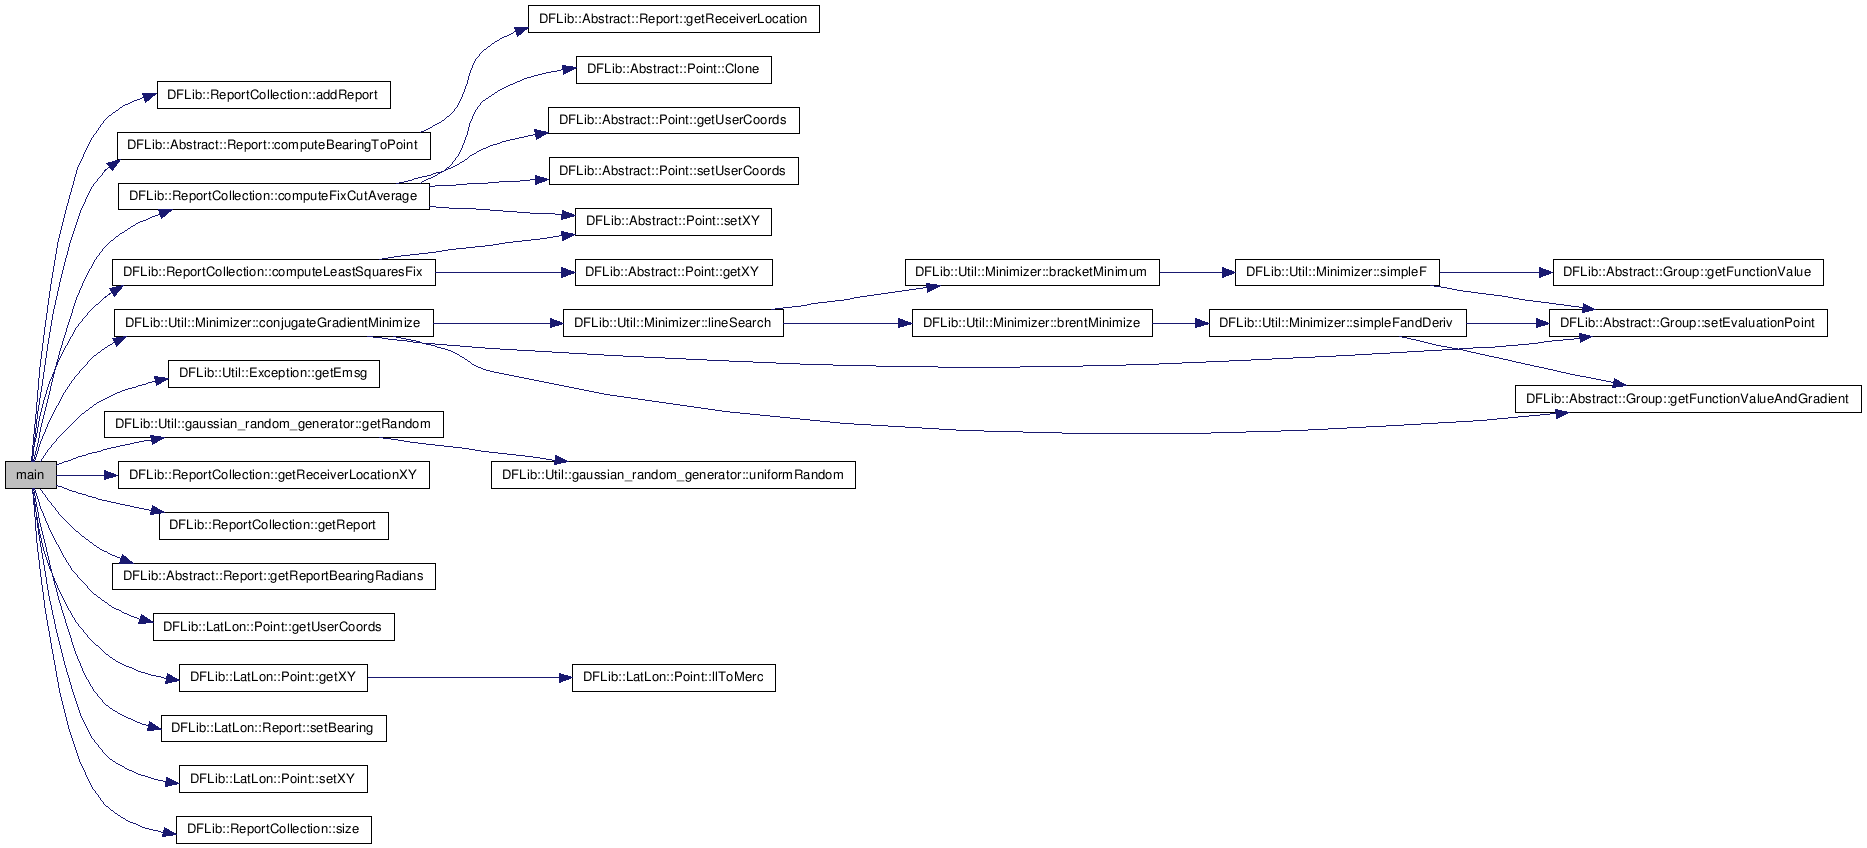 DFLib::Abstract::Report::getReceiverLocation
DFLib::Abstract::Point::Clone
DFLib::ReportCollection::addReport
DFLib::Abstract::Point::getUserCoords
DFLib::Abstract::Report::computeBearingToPoint
DFLib::Abstract::Point::setUserCoords
DFLib::ReportCollection::computeFixCutAverage
DFLib::Abstract::Point::setXY
DFLib::ReportCollection::computeLeastSquaresFix
DFLib::Abstract::Point::getXY
DFLib::Util::Minimizer::bracketMinimum
DFLib::Util::Minimizer::simpleF
DFLib::Abstract::Group::getFunctionValue
DFLib::Util::Minimizer::conjugateGradientMinimize
DFLib::Util::Minimizer::lineSearch
DFLib::Util::Minimizer::brentMinimize
DFLib::Util::Minimizer::simpleFandDeriv
DFLib::Abstract::Group::setEvaluationPoint
DFLib::Util::Exception::getEmsg
DFLib::Abstract::Group::getFunctionValueAndGradient
DFLib::Util::gaussian_random_generator::getRandom
main
DFLib::ReportCollection::getReceiverLocationXY
DFLib::Util::gaussian_random_generator::uniformRandom
DFLib::ReportCollection::getReport
DFLib::Abstract::Report::getReportBearingRadians
DFLib::LatLon::Point::getUserCoords
DFLib::LatLon::Point::getXY
DFLib::LatLon::Point::llToMerc
DFLib::LatLon::Report::setBearing
DFLib::LatLon::Point::setXY
DFLib::ReportCollection::size